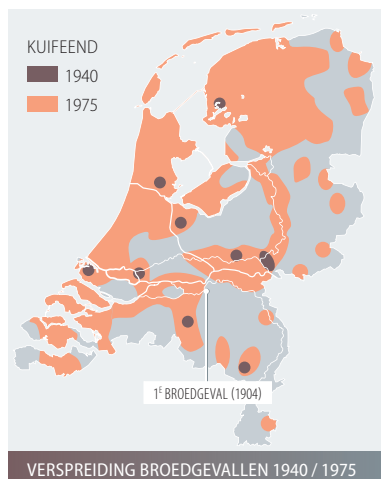 KUIFEEND
1940
1975
1E BROEDGEVAL (1904)
VERSPREIDING BROEDGEVALLEN 1940 / 1975